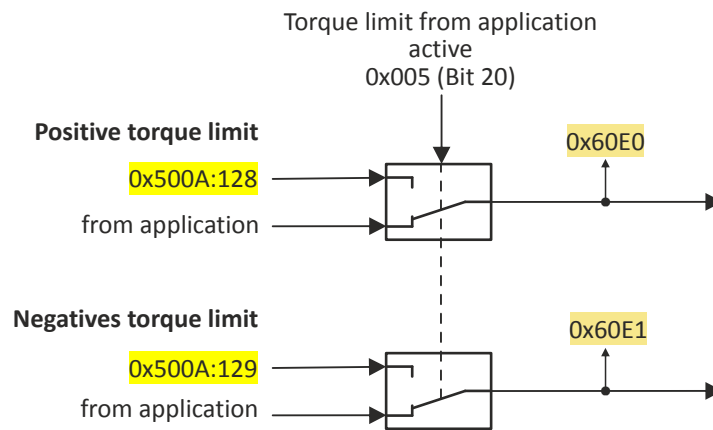 Torque limit from application
active
0x005 (Bit 20)
Positive torque limit
0x60E0
0x500A:128
from application
Negatives torque limit
0x60E1
0x500A:129
from application